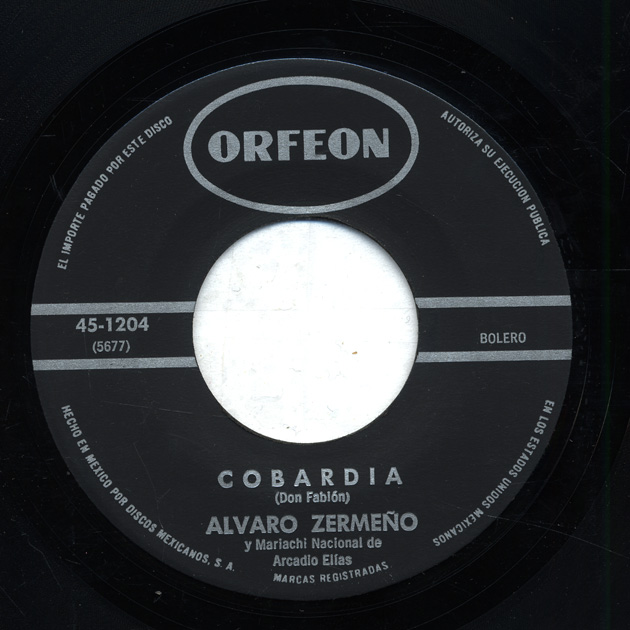 ORFEON
EL IMPORTE PAGADO POR ESTE DISCO
AUTORIZA SU EJECUCION PUBLICA
45-1204
(5677)
BOLERO
COBARDIA
(Don Fabión)
ALVARO ZERMEÑO
y Mariachi Nacional de
Arcadio Elías
MARCAS REGISTRADAS
HECHO EN MEXICO POR DISCOS MEXICANOS, S. A.
EN LOS ESTADOS UNIDOS MEXICANOS